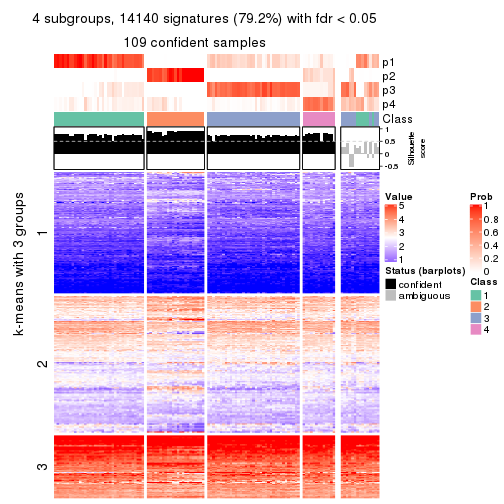 4 subgroups, 14140 signatures (79.2%) with fdr < 0.05
109 confident samples
p1
p2
p3
p4
Class
1
0.5
0
-0.5
Silhouette
score
k-means with 3 groups
1
2
3
Value
5
4
3
2
1
Status (barplots)
confident
ambiguous
Prob
1
0.8
0.6
0.4
0.2
0
Class
1
2
3
4